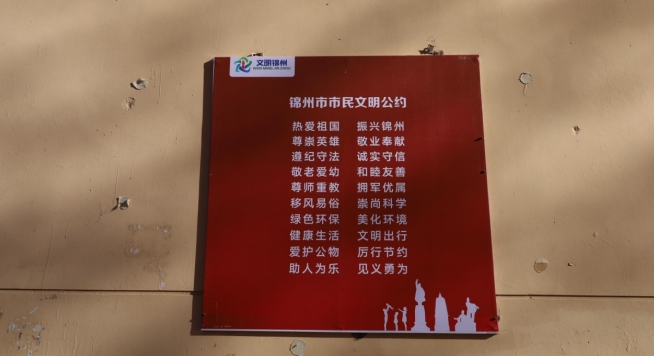 文明锦州
WEN MING JIN ZHOU
锦州市市民文明公约
热爱祖国 振兴锦州
尊崇英雄 敬业奉献
遵纪守法 诚实守信
敬老爱幼 和睦友善
尊师重教 拥军优属
移风易俗 崇尚科学
绿色环保 美化环境
健康生活 文明出行
爱护公物 厉行节约
助人为乐 见义勇为